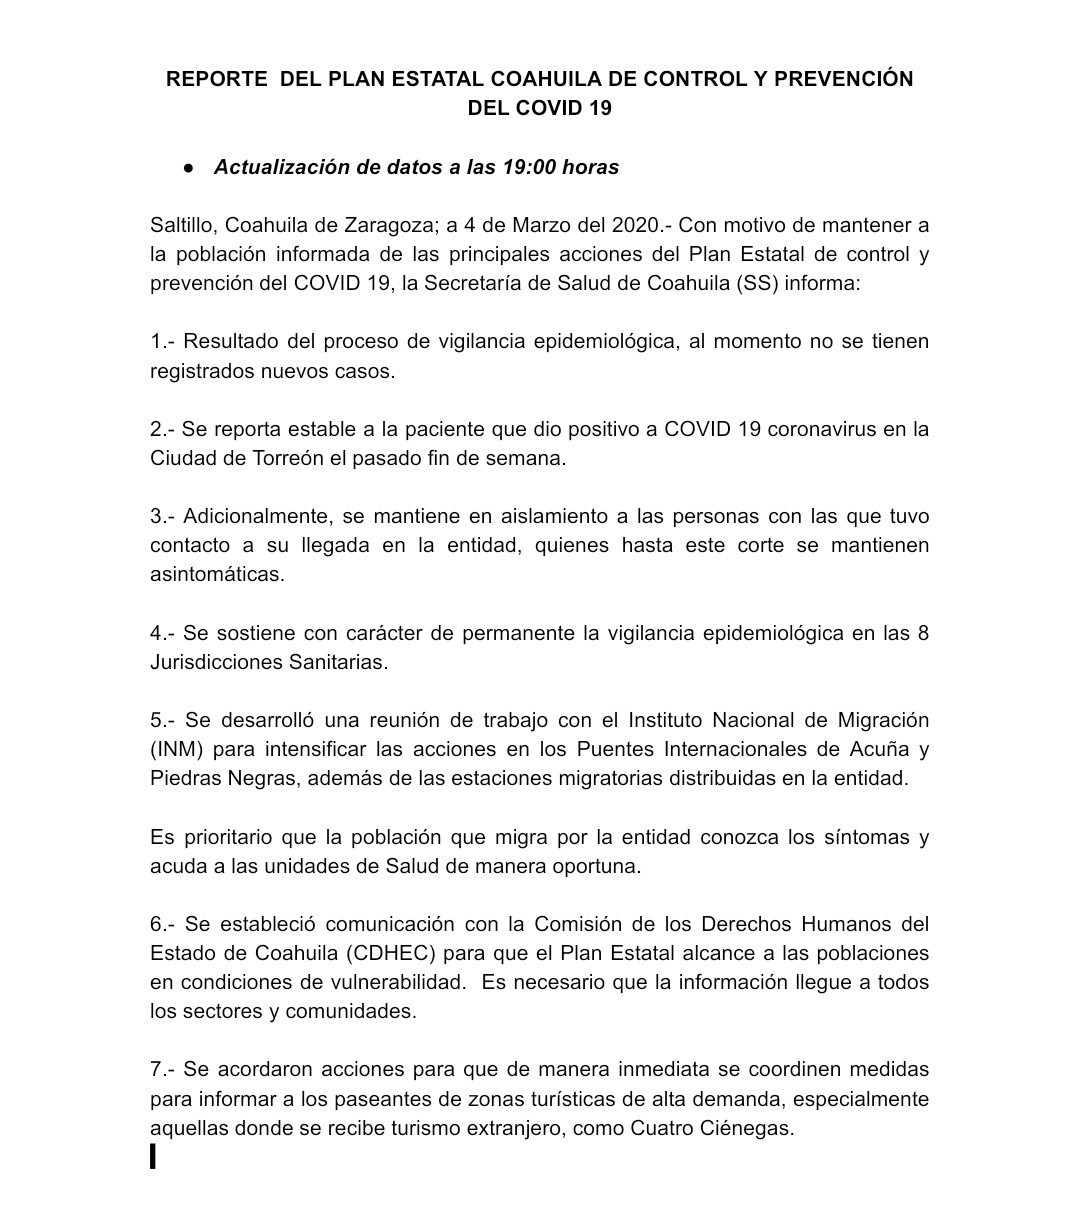 REPORTE  DEL PLAN ESTATAL COAHUILA DE CONTROL Y PREVENCIÓN
DEL COVID 19
● Actualización de datos a las 19:00 horas
Saltillo, Coahuila de Zaragoza; a 4 de Marzo del 2020.- Con motivo de mantener a
la población informada de las principales acciones del Plan Estatal de control y
prevención del COVID 19, la Secretaría de Salud de Coahuila (SS) informa:
1.- Resultado del proceso de vigilancia epidemiológica, al momento no se tienen
registrados nuevos casos.
2.- Se reporta estable a la paciente que dio positivo a COVID 19 coronavirus en la
Ciudad de Torreón el pasado fin de semana.
3.- Adicionalmente, se mantiene en aislamiento a las personas con las que tuvo
contacto a su llegada en la entidad, quienes hasta este corte se mantienen
asintomáticas.
4.- Se sostiene con carácter de permanente la vigilancia epidemiológica en las 8
Jurisdicciones Sanitarias.
5.- Se desarrolló una reunión de trabajo con el Instituto Nacional de Migración
(INM) para intensificar las acciones en los Puentes Internacionales de Acuña y
Piedras Negras, además de las estaciones migratorias distribuidas en la entidad.
Es prioritario que la población que migra por la entidad conozca los síntomas y
acuda a las unidades de Salud de manera oportuna.
6.- Se estableció comunicación con la Comisión de los Derechos Humanos del
Estado de Coahuila (CDHEC) para que el Plan Estatal alcance a las poblaciones
en condiciones de vulnerabilidad.  Es necesario que la información llegue a todos
los sectores y comunidades.
7.- Se acordaron acciones para que de manera inmediata se coordinen medidas
para informar a los paseantes de zonas turísticas de alta demanda, especialmente
aquellas donde se recibe turismo extranjero, como Cuatro Ciénegas.